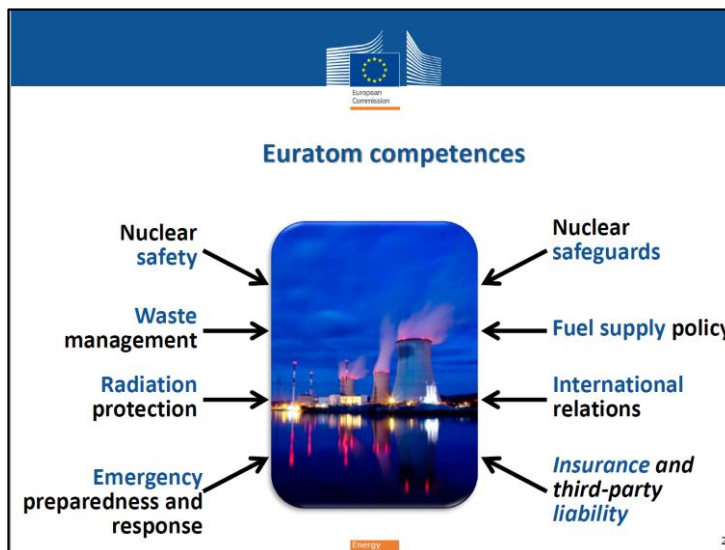 European
Commission
Euratom competences
Nuclear
safety
Waste
management
Radiation
protection
Emergency
preparedness and
response
Nuclear
safeguards
Fuel supply policy
International
relations
Insurance and
third-party
liability
Energy